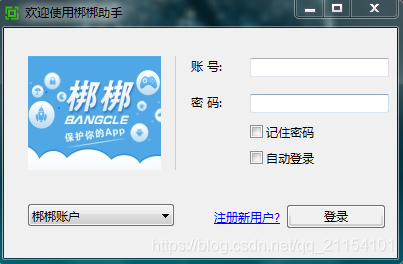 欢迎使用梆梆助手
梆梆
BANGCLE
保护你的App
账 号:
密 码:
记住密码
自动登录
梆梆账户
注册新用户?
登录
https://blog.csdn.net/qq_21154101